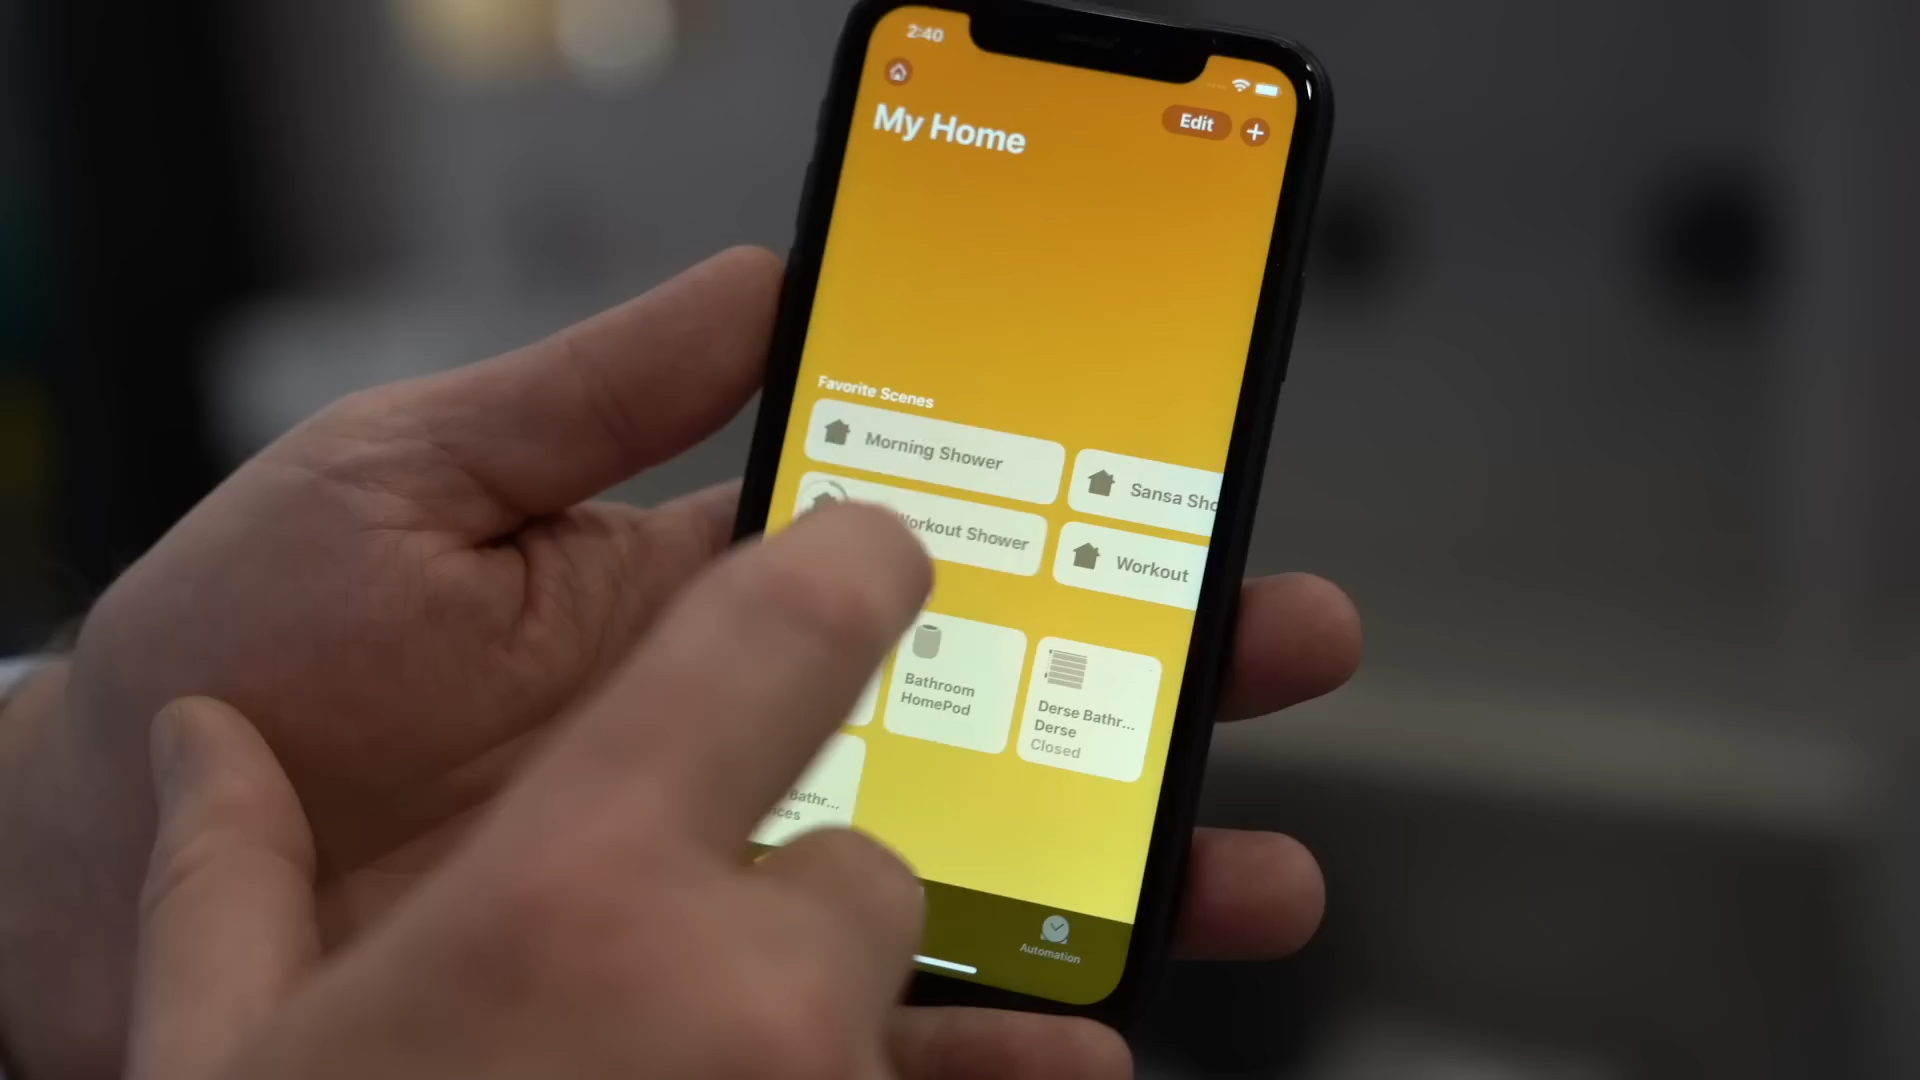 2:40
Edit
My Home
Favorite Scenes
Morning Shower
Sansa
Workout Shower
Workout
Bathroom
HomePod
Derse Bathr...
Derse
Closed
Bathr...
Automation